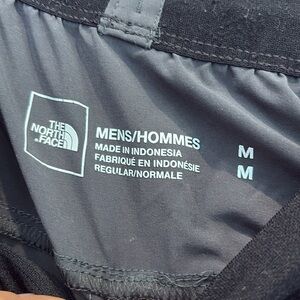 THE
NORTH
FACE
MENS/HOMMES
MADE IN INDONESIA
FABRIQUÉ EN INDONÉSIE
REGULAR/NORMALE
M
M